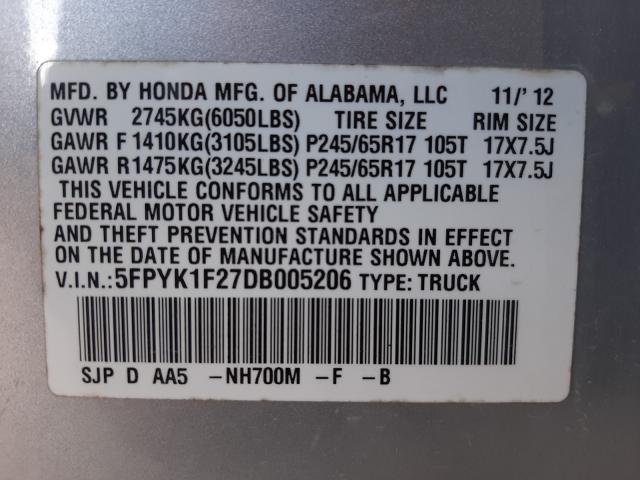 MFD. BY HONDA MFG. OF ALABAMA, LLC 11/'12
GVWR 2745KG(6050LBS) TIRE SIZE RIM SIZE
GAWR F 1410KG(3105LBS) P245/65R17 105T 17X7.5J
GAWR R 1475KG(3245LBS) P245/65R17 105T 17X7.5J
THIS VEHICLE CONFORMS TO ALL APPLICABLE
FEDERAL MOTOR VEHICLE SAFETY
AND THEFT PREVENTION STANDARDS IN EFFECT
ON THE DATE OF MANUFACTURE SHOWN ABOVE.
V.I.N.:5FPYK1F27DB005206 TYPE: TRUCK
SJP D AA5 -NH700M -F -B